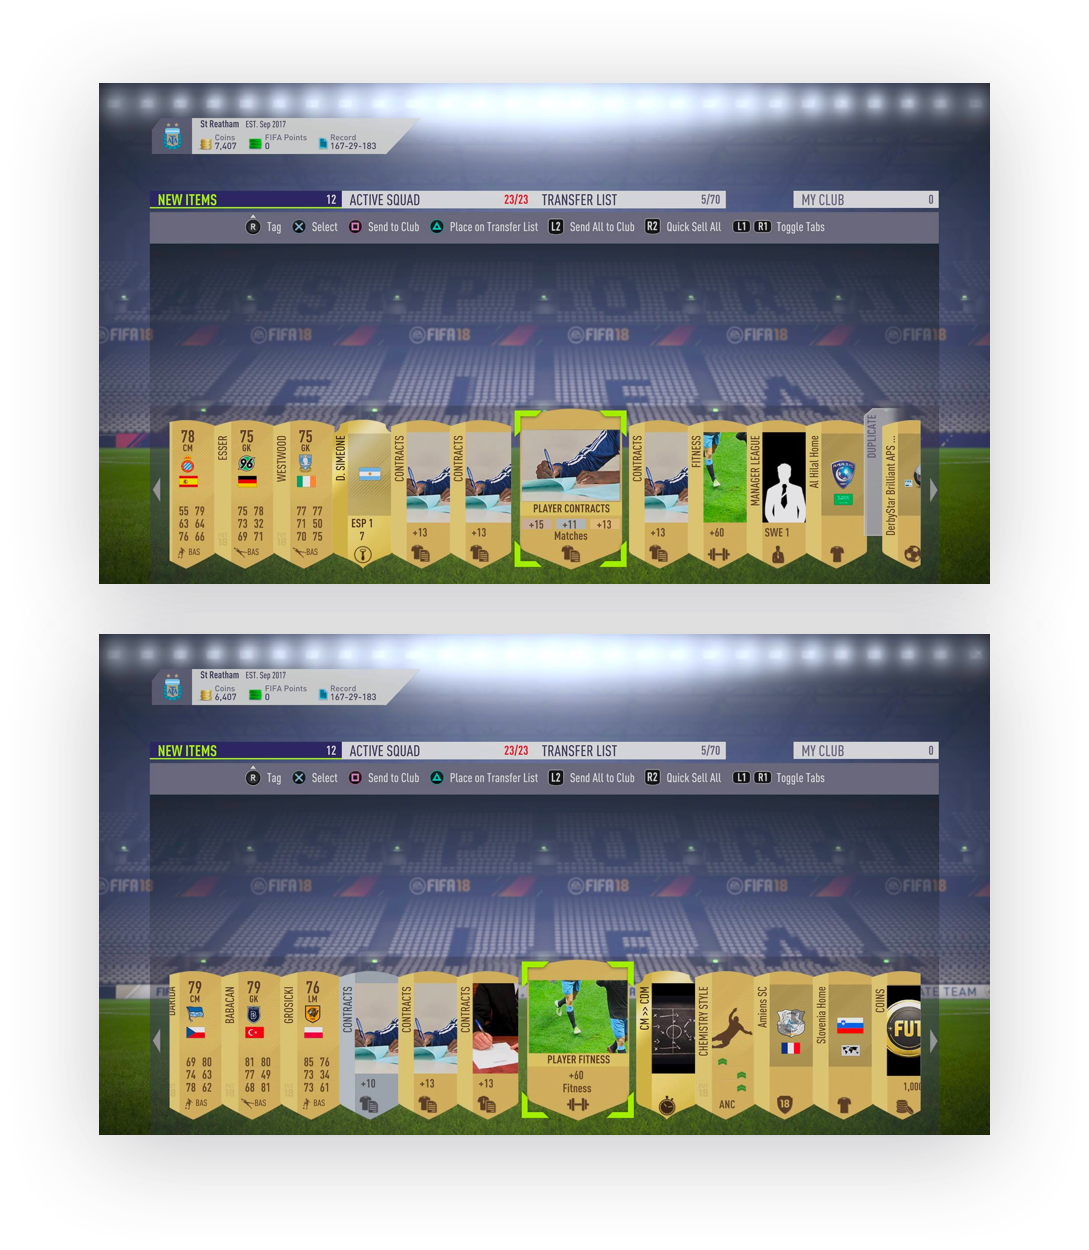 St Reatham EST. Sep 2017
Coins FIFA Points Record
7,407 0 167-29-183
NEW ITEMS 12 ACTIVE SQUAD 23/23 TRANSFER LIST 5/70 MY CLUB 0
R Tag Select Send to Club Place on Transfer List L2 Send All to Club R2 Quick Sell All L1 R1 Toggle Tabs
FIFA18 FIFA18 FIFA18 FIFA18 FIFA18 FIFA18
FIFA
78
CM
55 79
63 64
76 66
BAS
ESSER
75
GK
96
75 78
73 32
69 71
BAS
WESTWOOD
75
GK
77 77
71 50
70 75
BAS
D. SIMEONE
ESP 1
7
CONTRACTS
+13
CONTRACTS
+13
PLAYER CONTRACTS
+15 +11 +13
Matches
CONTRACTS
+13
FITNESS
+60
MANAGER LEAGUE
SWE 1
Al Hilal Home
DUPLICATE
DerbyStar Brilliant APS ...
St Reatham EST. Sep 2017
Coins FIFA Points Record
6,407 0 167-29-183
NEW ITEMS 12 ACTIVE SQUAD 23/23 TRANSFER LIST 5/70 MY CLUB 0
R Tag Select Send to Club Place on Transfer List L2 Send All to Club R2 Quick Sell All L1 R1 Toggle Tabs
FIFA18 FIFA18 FIFA18 FIFA18 FIFA18 FIFA18
FIFA
DARIDA
79
CM
69 80
74 63
78 62
BAS
BABACAN
79
GK
81 80
77 49
68 81
BAS
GROSICKI
76
LM
85 76
73 34
73 61
BAS
CONTRACTS
+10
CONTRACTS
+13
CONTRACTS
+13
PLAYER FITNESS
+60
Fitness
CM >> CDM
CHEMISTRY STYLE
ANC
Amiens SC
18
Slovenia Home
COINS
FUT
1,00
ATE TEAM